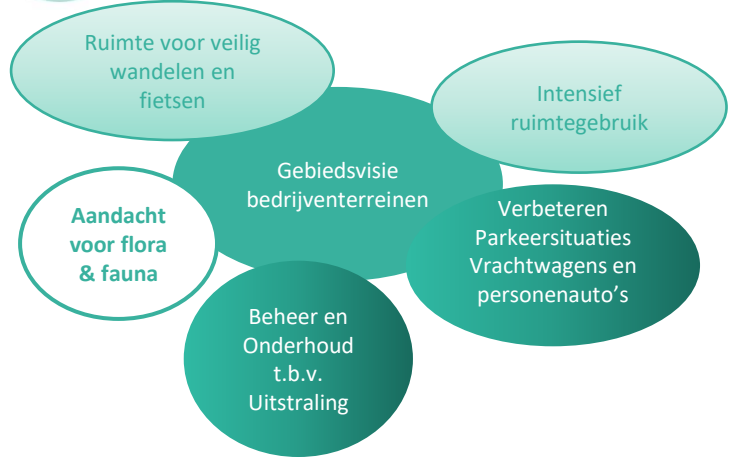 Ruimte voor veilig
wandelen en
fietsen
Intensief
ruimtegebruik
Gebiedsvisie
bedrijventerreinen
Aandacht
voor flora
& fauna
Verbeteren
Parkeersituaties
Vrachtwagens en
personenauto’s
Beheer en
Onderhoud
t.b.v.
Uitstraling